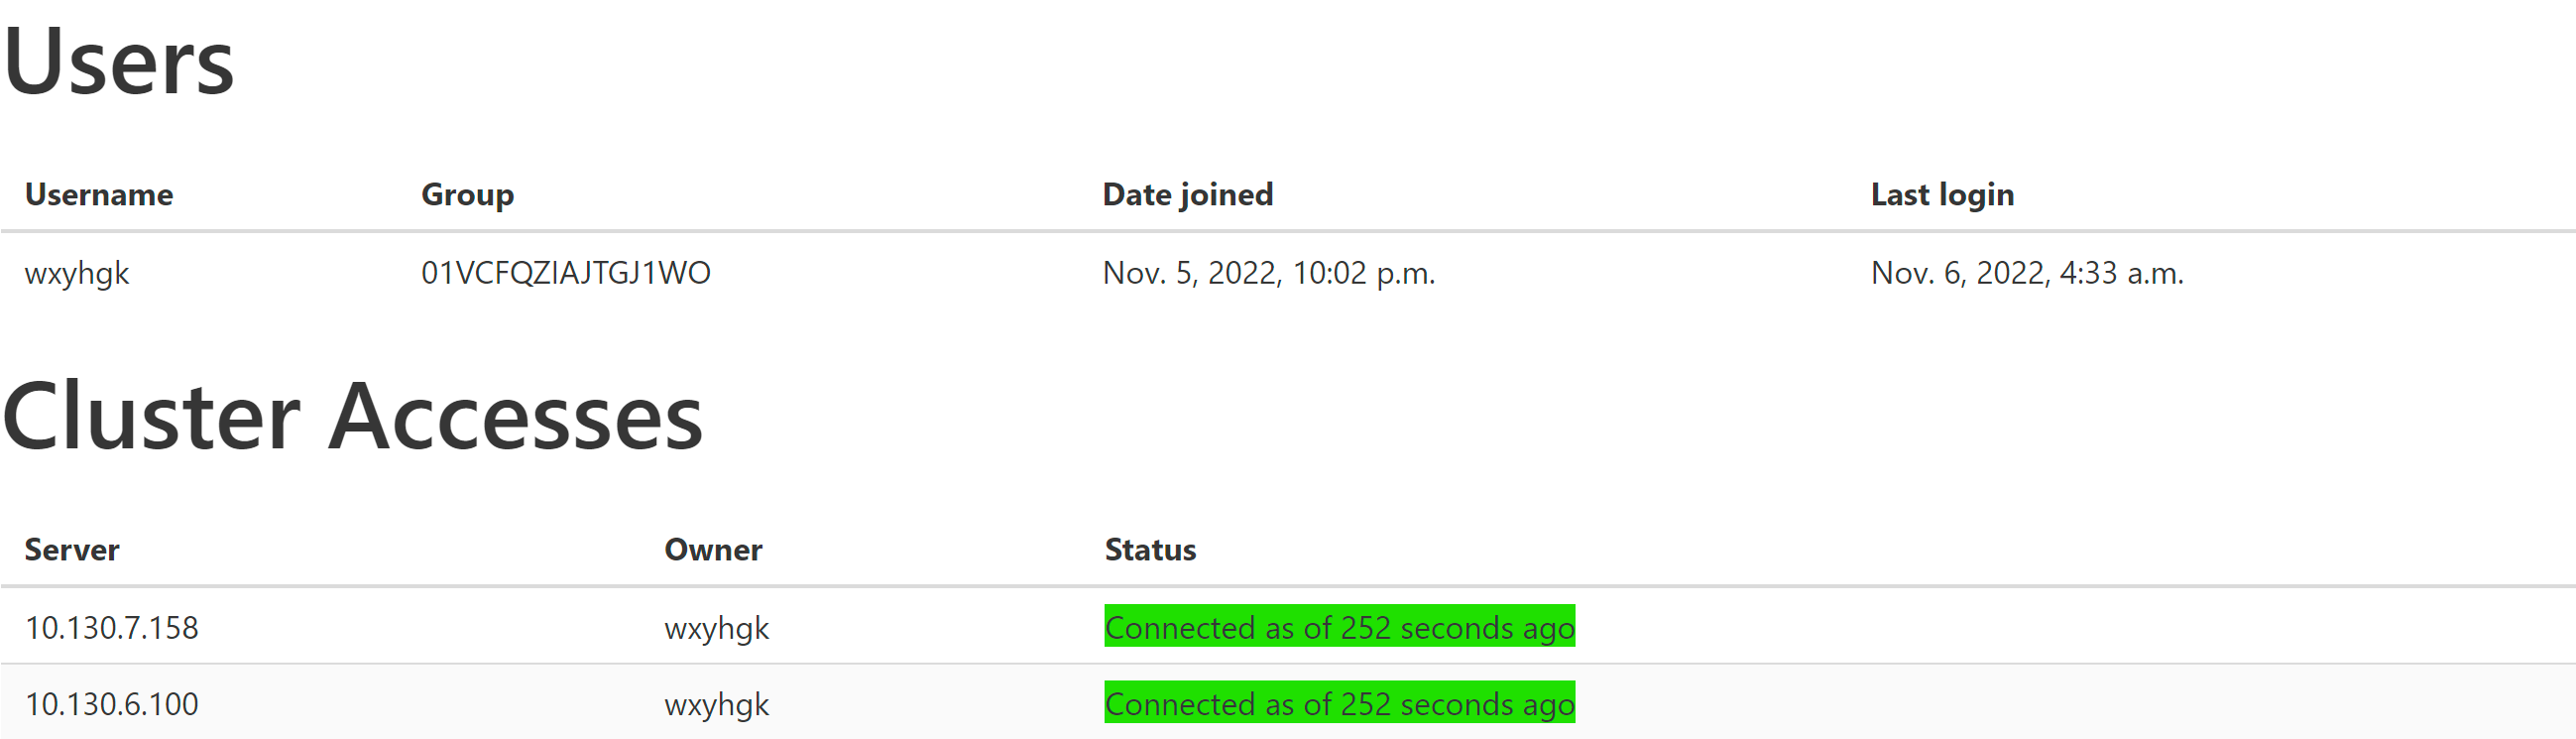 Users
Username Group Date joined Last login
wxyhgk 01VCFQZIAJTGJ1WO Nov. 5, 2022, 10:02 p.m. Nov. 6, 2022, 4:33 a.m.
Cluster Accesses
Server Owner Status
10.130.7.158 wxyhgk Connected as of 252 seconds ago
10.130.6.100 wxyhgk Connected as of 252 seconds ago